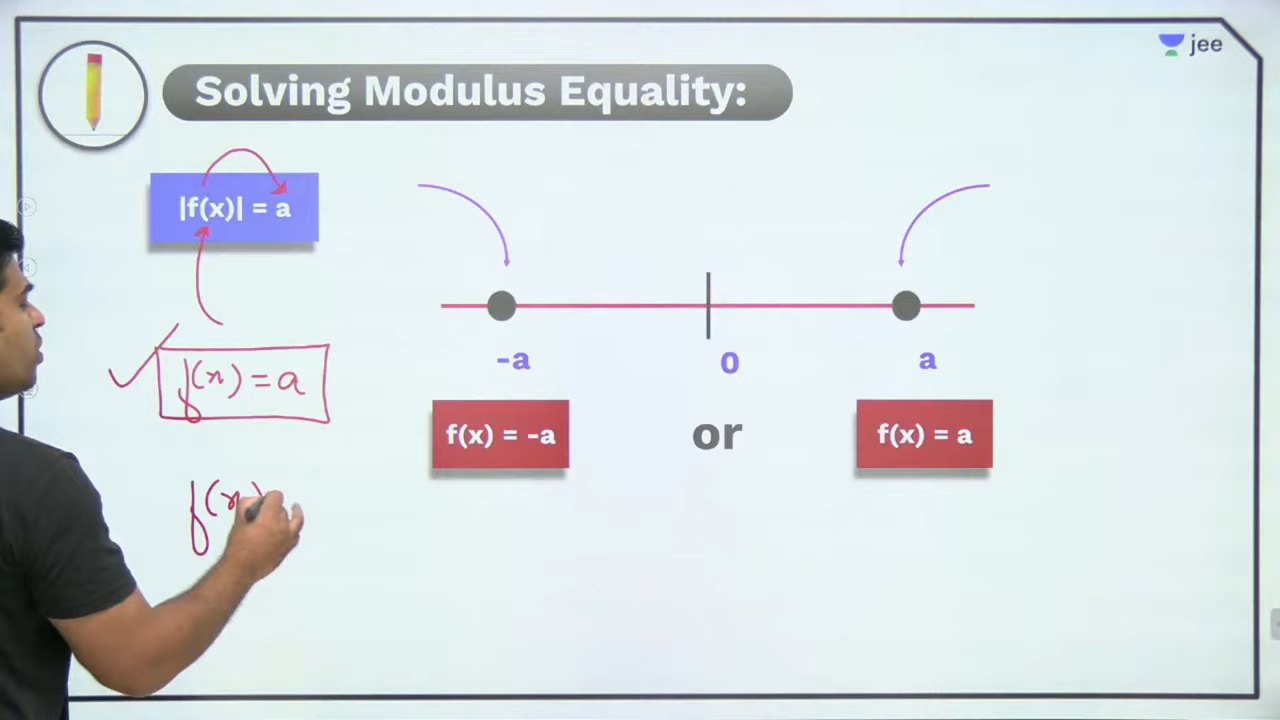 jee
Solving Modulus Equality:
|f(x)| = a
f(x) = a
-a
0
a
f(x) = -a
or
f(x) = a
f(x)